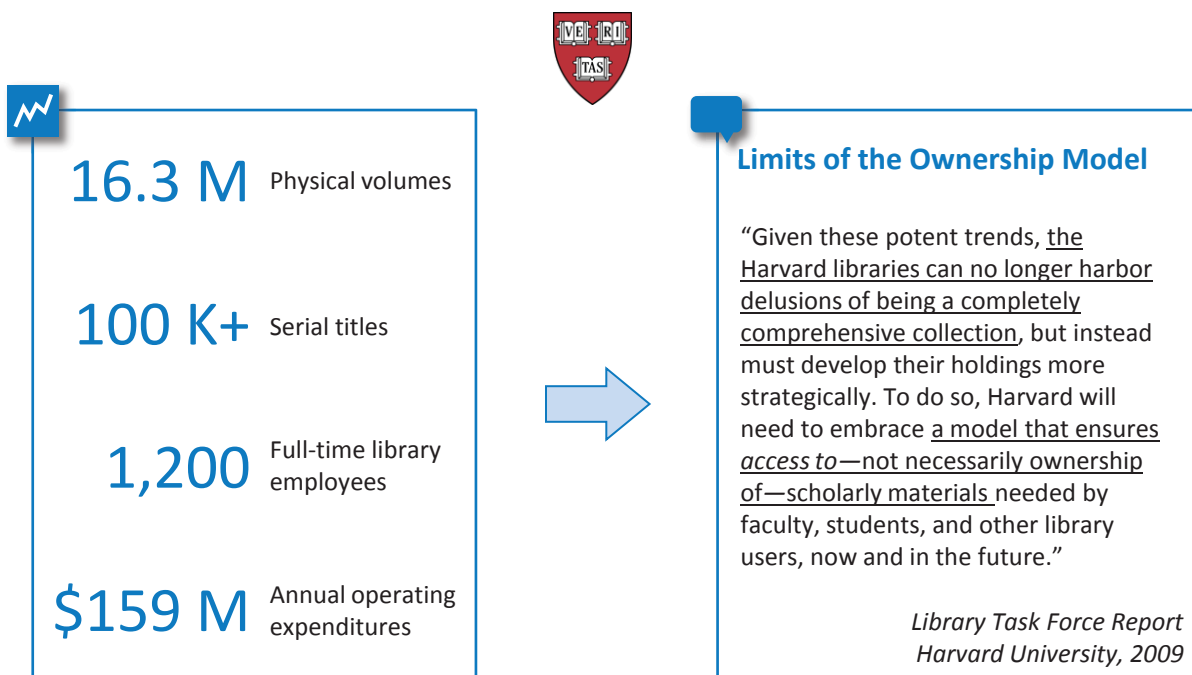 VE RI
TAS
16.3 M Physical volumes
100 K+ Serial titles
1,200 Full-time library
employees
$159 M Annual operating
expenditures
Limits of the Ownership Model
“Given these potent trends, the
Harvard libraries can no longer harbor
delusions of being a completely
comprehensive collection, but instead
must develop their holdings more
strategically. To do so, Harvard will
need to embrace a model that ensures
access to—not necessarily ownership
of—scholarly materials needed by
faculty, students, and other library
users, now and in the future.”
Library Task Force Report
Harvard University, 2009